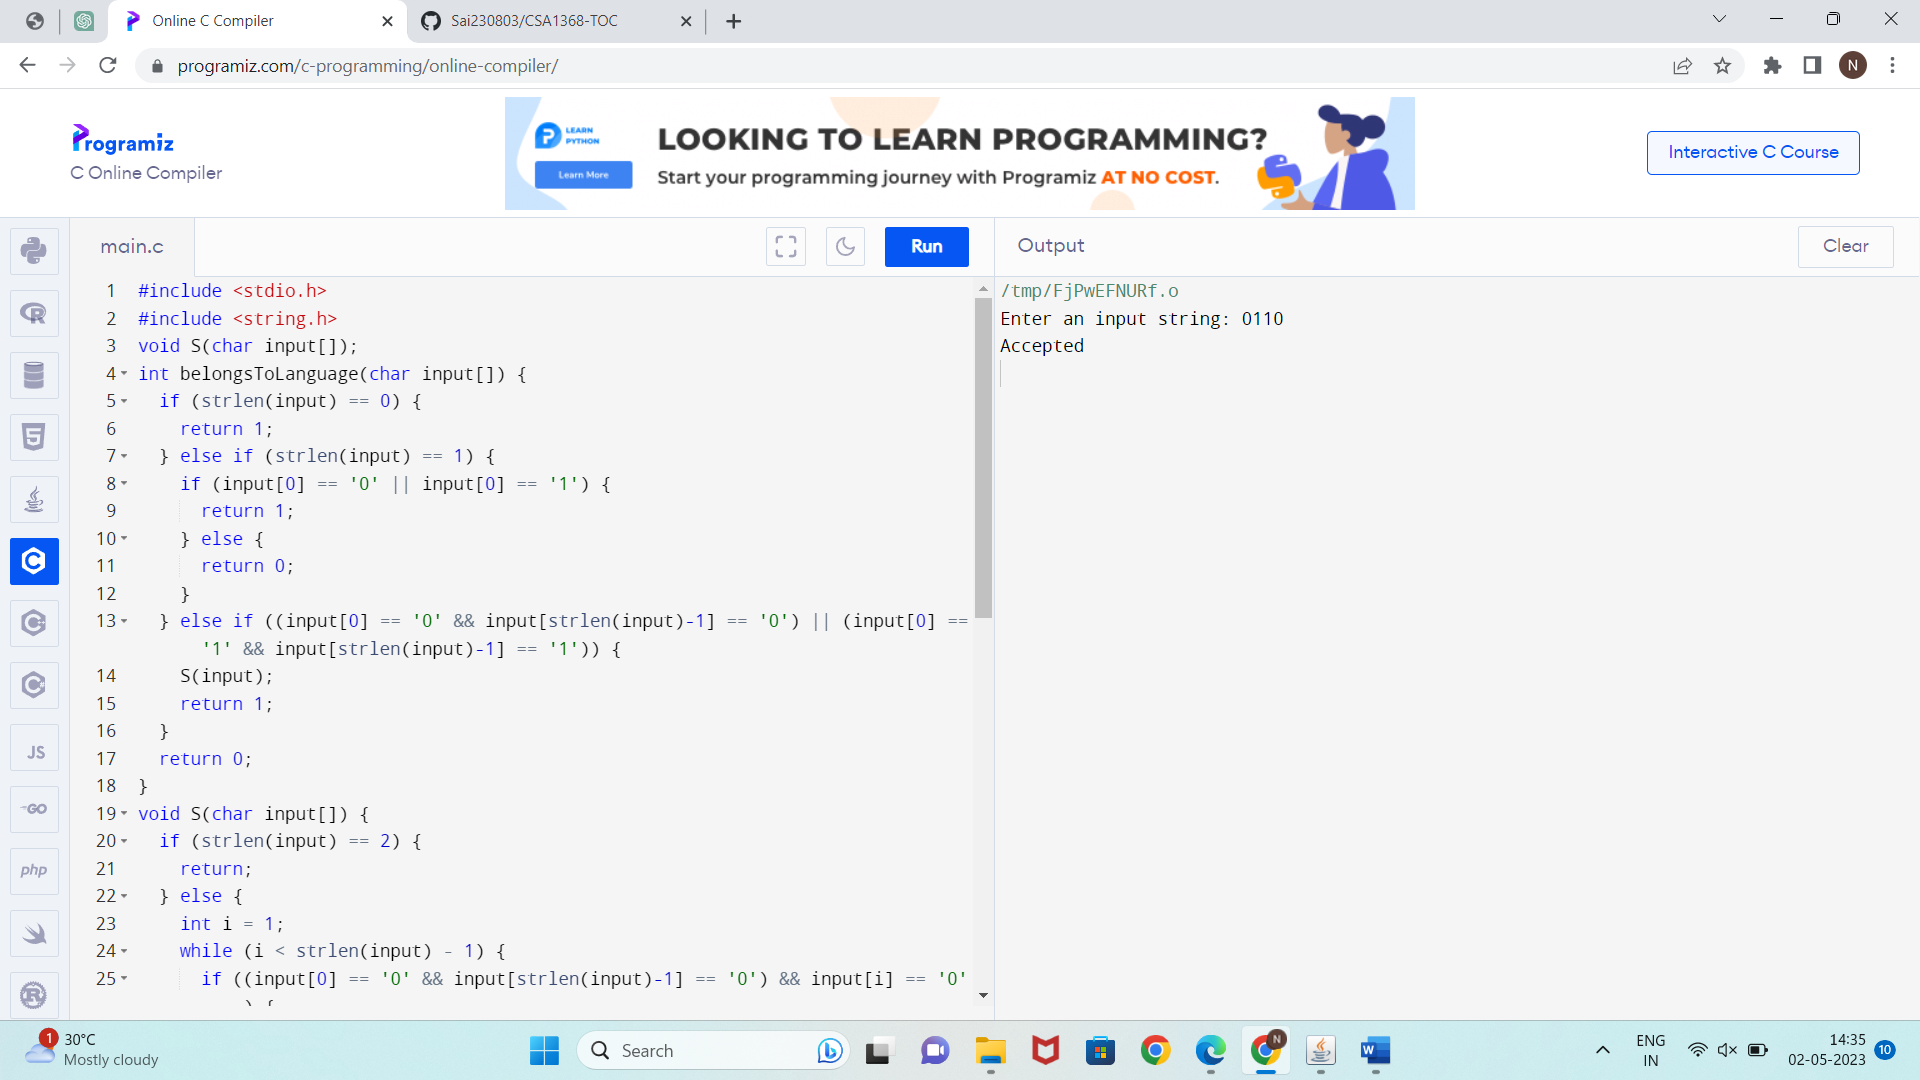 Online C Compiler
Sai230803/CSA1368-TOC
programiz.com/c-programming/online-compiler/
N
Programiz
C Online Compiler
LEARN
PYTHON
Learn More
LOOKING TO LEARN PROGRAMMING?
Start your programming journey with Programiz AT NO COST.
Interactive C Course
main.c
Run
Output
Clear
1 #include <stdio.h>
2 #include <string.h>
3 void S(char input[]);
4 int belongsToLanguage(char input[]) {
5 if (strlen(input) == 0) {
6 return 1;
7 } else if (strlen(input) == 1) {
8 if (input[0] == '0' || input[0] == '1') {
9 return 1;
10 } else {
11 return 0;
12 }
13 } else if ((input[0] == '0' && input[strlen(input)-1] == '0') || (input[0] ==
'1' && input[strlen(input)-1] == '1')) {
14 S(input);
15 return 1;
16 }
17 return 0;
18 }
19 void S(char input[]) {
20 if (strlen(input) == 2) {
21 return;
22 } else {
23 int i = 1;
24 while (i < strlen(input) - 1) {
25 if ((input[0] == '0' && input[strlen(input)-1] == '0') && input[i] == '0'
) {
/tmp/FjPwEFNURf.o
Enter an input string: 0110
Accepted
R
5
C
C
C
JS
GO
php
R
1
30°C
Mostly cloudy
Search
N
W
ENG
IN
14:35
02-05-2023
10